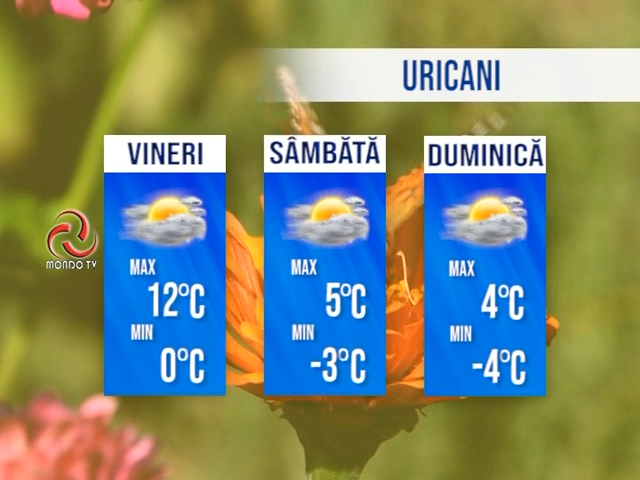 URICANI
VINERI
MAX
12°C
MIN
0°C
SÂMBĂTĂ
MAX
5°C
MIN
-3°C
DUMINICĂ
MAX
4°C
MIN
-4°C
MONDO TV